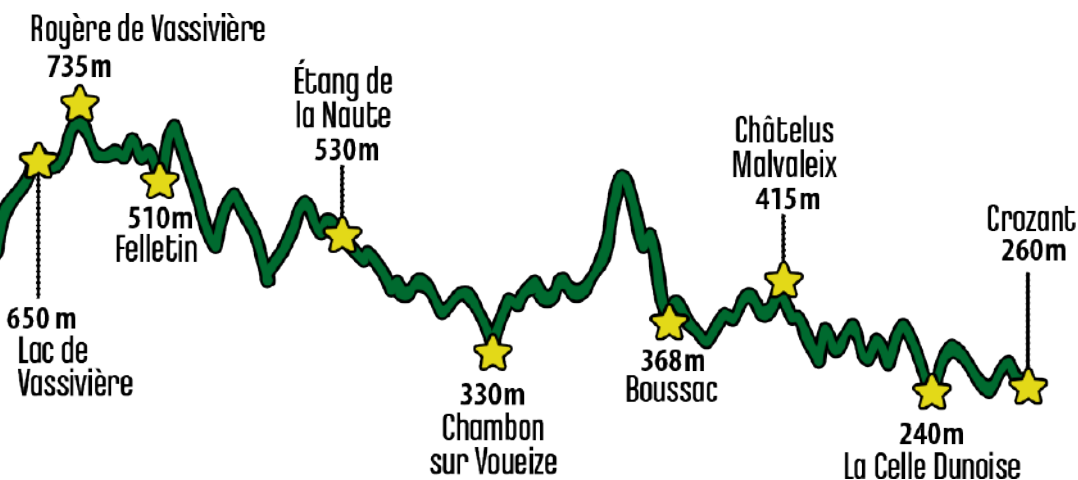 Royère de Vassivière
735m
Étang de
la Naute
530m
Châtelus
Malvaleix
415m
Crozant
260m
510m
Felletin
650 m
Lac de
Vassivière
368m
Boussac
330m
Chambon
sur Voueize
240m
La Celle Dunoise